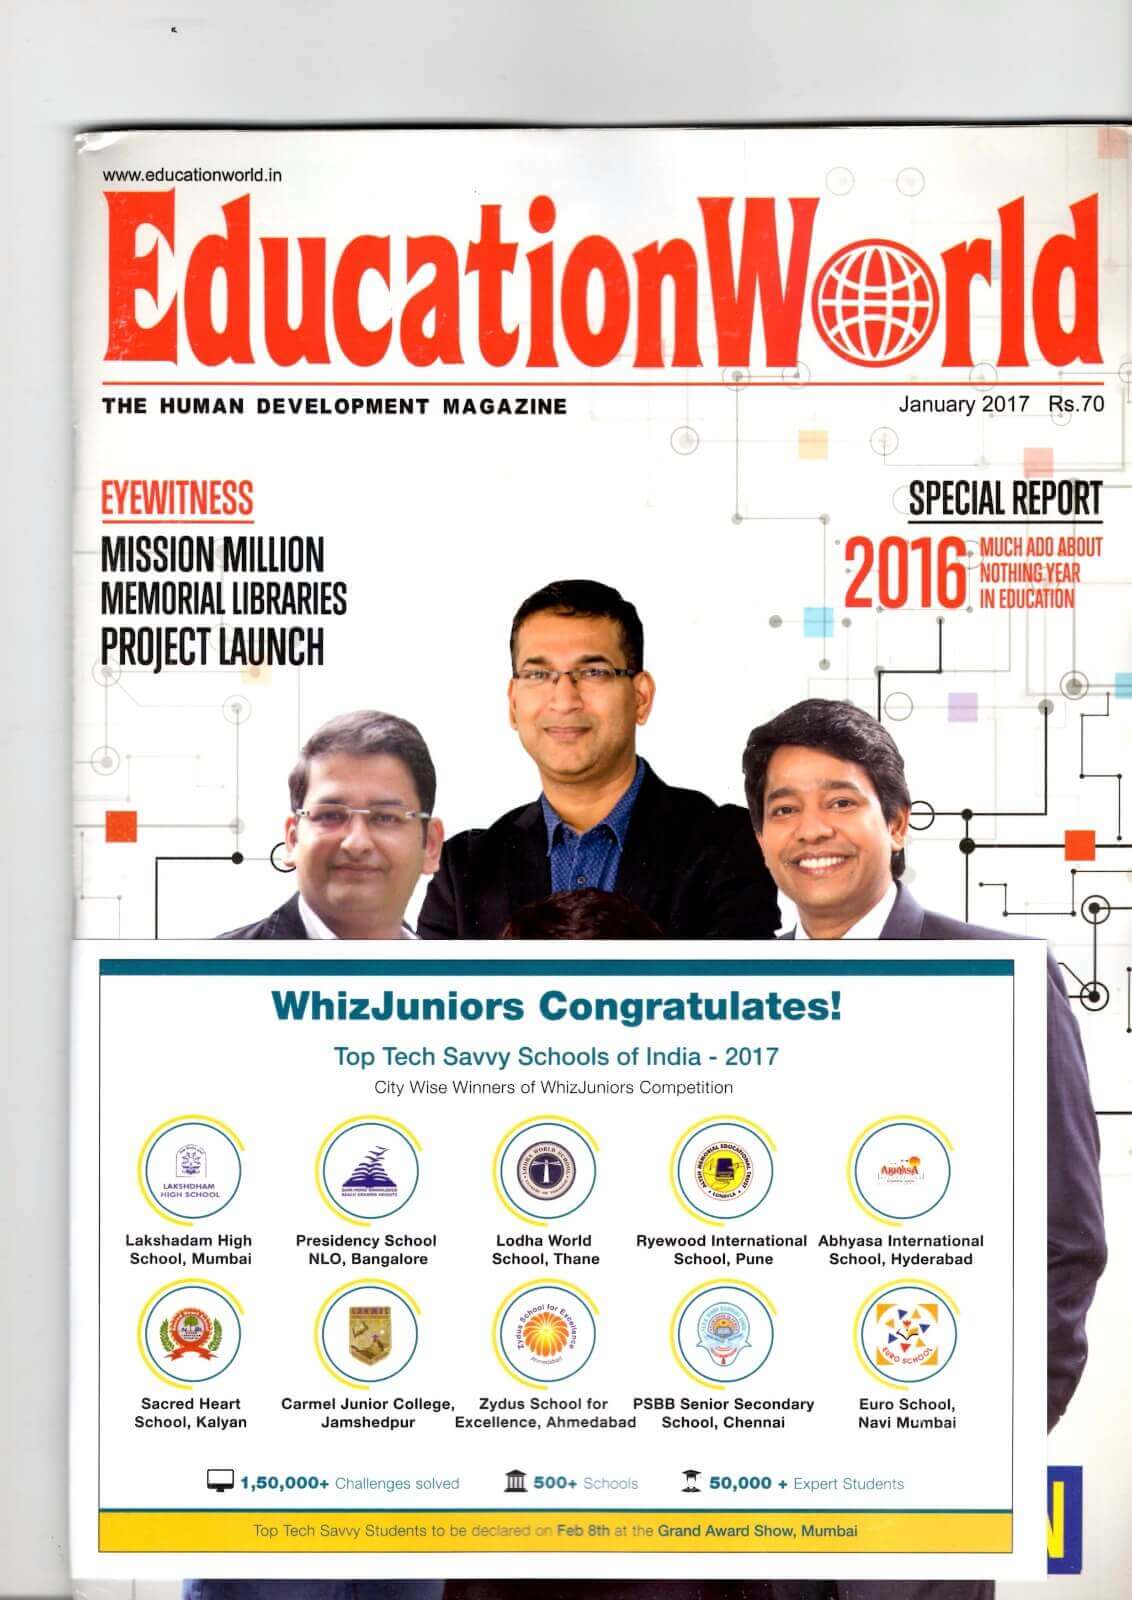 www.educationworld.in
EducationWorld
THE HUMAN DEVELOPMENT MAGAZINE
January 2017 Rs.70
EYEWITNESS
MISSION MILLION
MEMORIAL LIBRARIES
PROJECT LAUNCH
SPECIAL REPORT
2016 MUCH ADO ABOUT
NOTHING YEAR
IN EDUCATION
WhizJuniors Congratulates!
Top Tech Savvy Schools of India - 2017
City Wise Winners of WhizJuniors Competition
LAKSHDHAM
HIGH SCHOOL
LODHA WORLD SCHOOL
ABHYASA
Lakshadam High
School, Mumbai
Presidency School
NLO, Bangalore
Lodha World
School, Thane
Ryewood International
School, Pune
Abhyasa International
School, Hyderabad
Zydus School for Excellence
Ahmedabad
EURO SCHOOL
Sacred Heart
School, Kalyan
Carmel Junior College,
Jamshedpur
Zydus School for
Excellence, Ahmedabad
PSBB Senior Secondary
School, Chennai
Euro School,
Navi Mumbai
1,50,000+ Challenges solved
500+ Schools
50,000 + Expert Students
Top Tech Savvy Students to be declared on Feb 8th at the Grand Award Show, Mumbai
N